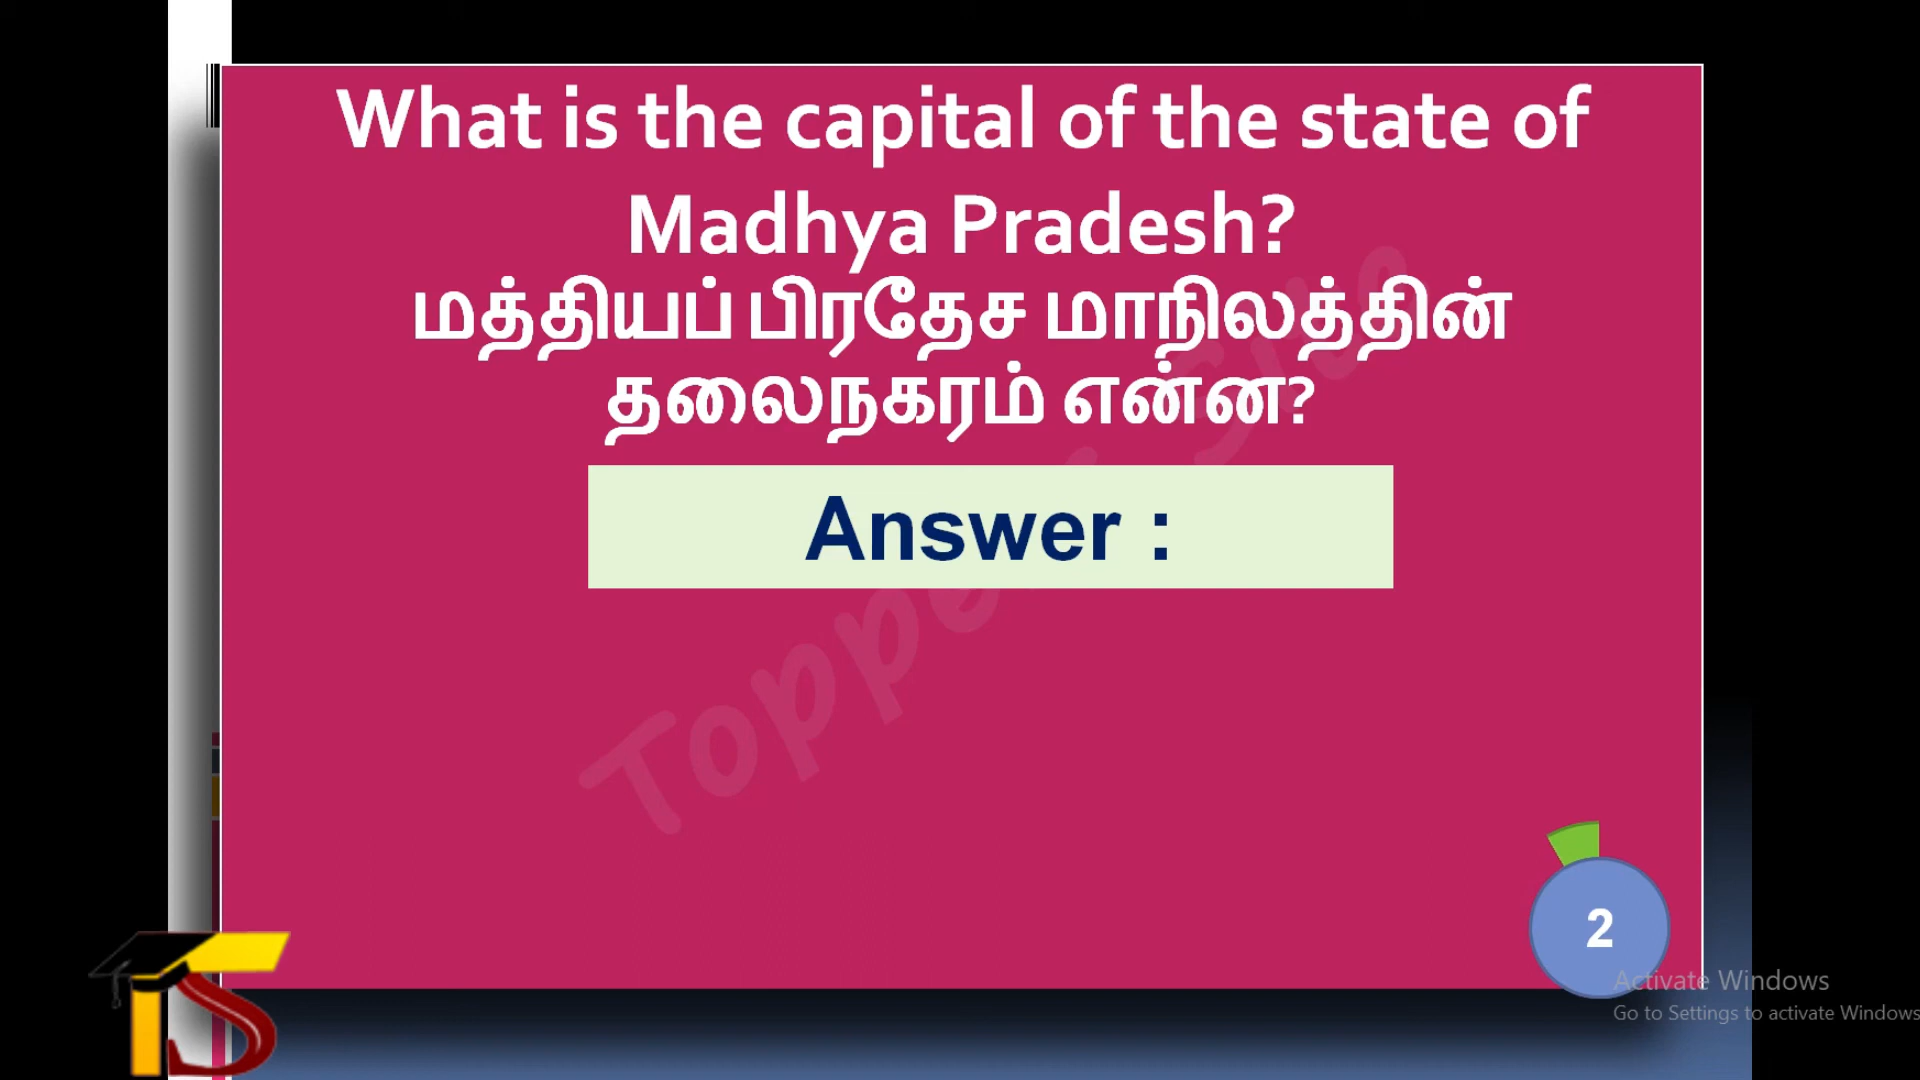 What is the capital of the state of
Madhya Pradesh?
மத்தியப் பிரதேச மாநிலத்தின்
தலைநகரம் என்ன?
Answer :
2
Activate Windows
Go to Settings to activate Windows
TS